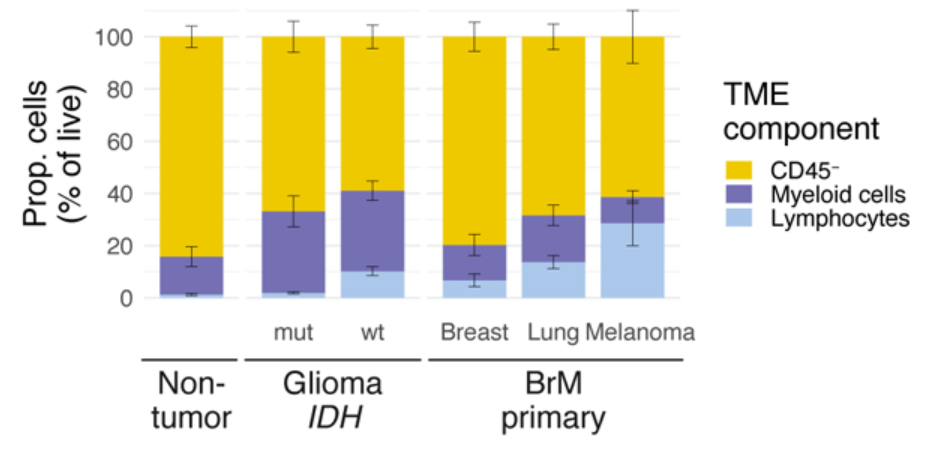 Prop. cells
(% of live)
100
80
60
40
20
0
mut
wt
Breast
Lung
Melanoma
Non-
tumor
Glioma
IDH
BrM
primary
TME
component
CD45⁻
Myeloid cells
Lymphocytes